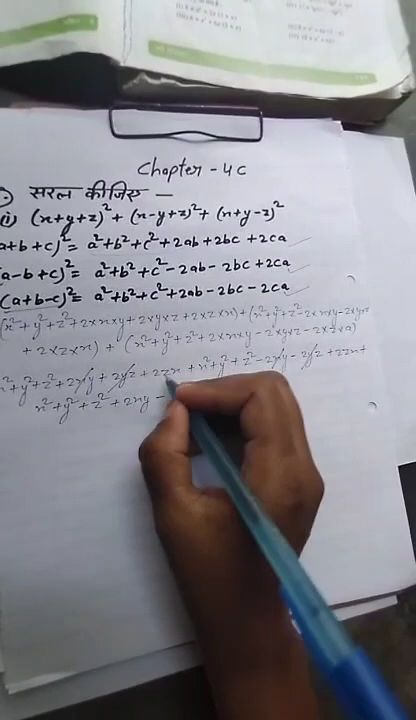 Chapter - 4C
सरल कीजिए -
(i) (x+y+z)² + (x-y+z)² + (x+y-z)²
a+b+c)² = a²+b²+c²+2ab+2bc+2ca
a-b+c)² = a²+b²+c²-2ab-2bc+2ca
(a+b-c)² = a²+b²+c²+2ab-2bc-2ca
(x²+y²+z²+2×x×y+2×y×z+2×z×x)+(x²+y²+z²-2×x×y-2×y×z
+2×z×x) + (x²+y²+z²+2×x×y-2×y×z-2×z×x)
x²+y²+z²+2xy+2yz+2zx+x²+y²+z²-2xy-2yz+2zx+
x²+y²+z²+2xy-